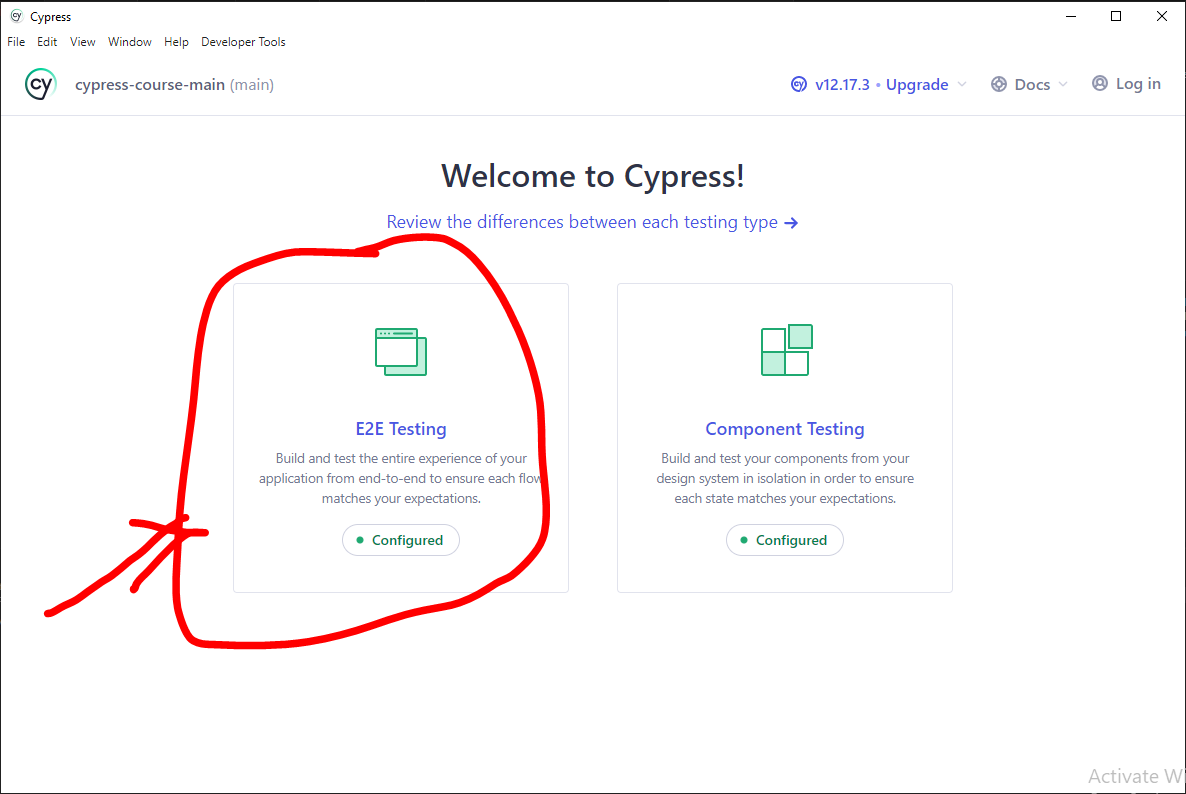 Cypress
File Edit View Window Help Developer Tools
cy cypress-course-main (main) cy v12.17.3 • Upgrade Docs Log in
Welcome to Cypress!
Review the differences between each testing type →
E2E Testing
Build and test the entire experience of your
application from end-to-end to ensure each flow
matches your expectations.
Configured
Component Testing
Build and test your components from your
design system in isolation in order to ensure
each state matches your expectations.
Configured
Activate Wi